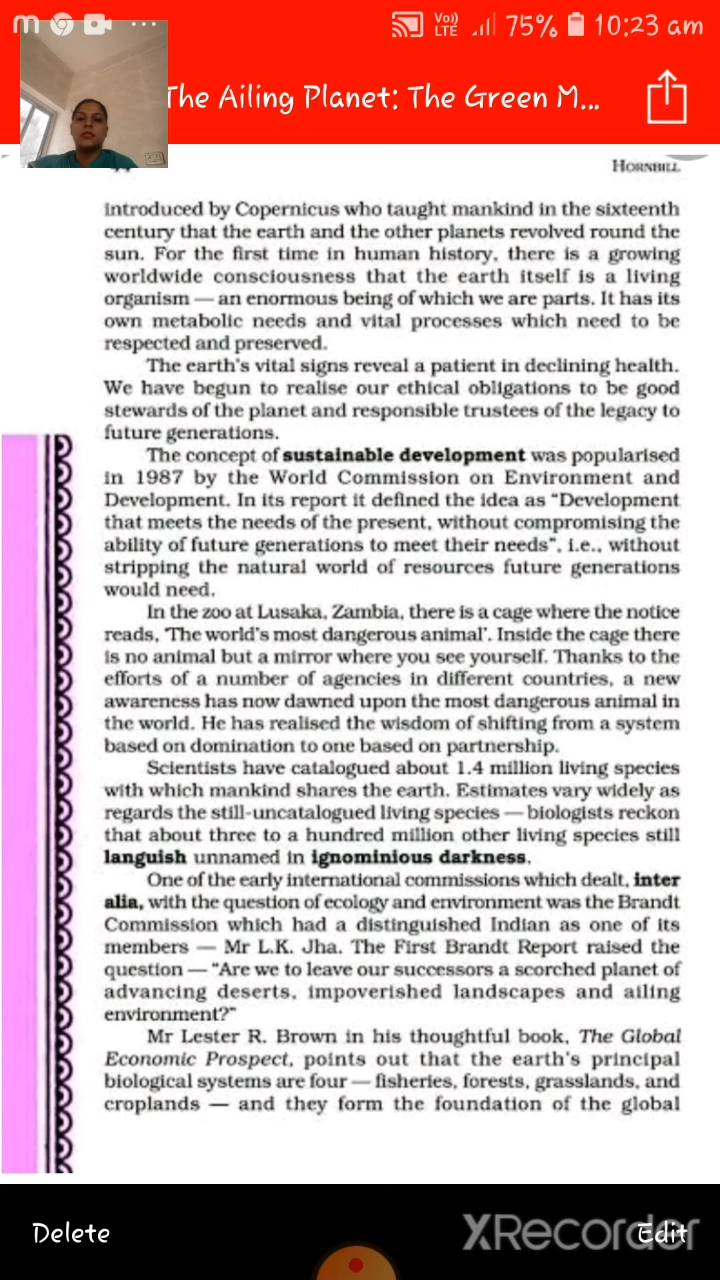 75% 10:23 am
Vo))
LTE
The Ailing Planet: The Green M...
HORNBILL
introduced by Copernicus who taught mankind in the sixteenth
century that the earth and the other planets revolved round the
sun. For the first time in human history, there is a growing
worldwide consciousness that the earth itself is a living
organism — an enormous being of which we are parts. It has its
own metabolic needs and vital processes which need to be
respected and preserved.
The earth's vital signs reveal a patient in declining health.
We have begun to realise our ethical obligations to be good
stewards of the planet and responsible trustees of the legacy to
future generations.
The concept of sustainable development was popularised
in 1987 by the World Commission on Environment and
Development. In its report it defined the idea as "Development
that meets the needs of the present, without compromising the
ability of future generations to meet their needs", i.e., without
stripping the natural world of resources future generations
would need.
In the zoo at Lusaka, Zambia, there is a cage where the notice
reads, 'The world's most dangerous animal'. Inside the cage there
is no animal but a mirror where you see yourself. Thanks to the
efforts of a number of agencies in different countries, a new
awareness has now dawned upon the most dangerous animal in
the world. He has realised the wisdom of shifting from a system
based on domination to one based on partnership.
Scientists have catalogued about 1.4 million living species
with which mankind shares the earth. Estimates vary widely as
regards the still-uncatalogued living species — biologists reckon
that about three to a hundred million other living species still
languish unnamed in ignominious darkness.
One of the early international commissions which dealt, inter
alia, with the question of ecology and environment was the Brandt
Commission which had a distinguished Indian as one of its
members — Mr L.K. Jha. The First Brandt Report raised the
question — "Are we to leave our successors a scorched planet of
advancing deserts, impoverished landscapes and ailing
environment?"
Mr Lester R. Brown in his thoughtful book, The Global
Economic Prospect, points out that the earth's principal
biological systems are four — fisheries, forests, grasslands, and
croplands — and they form the foundation of the global
Delete
XRecorder
Edit